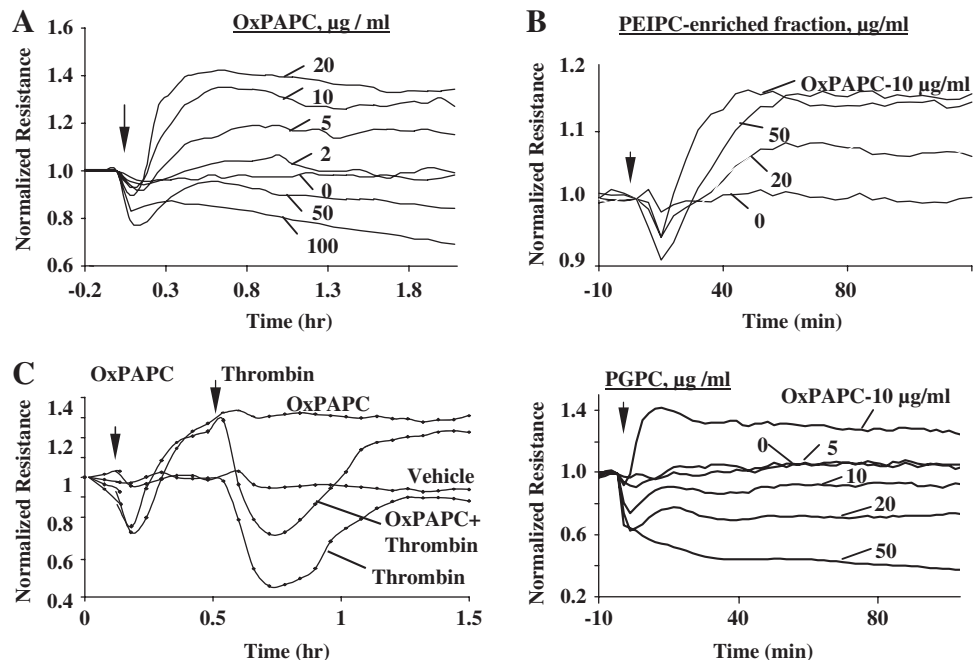 A
OxPAPC, µg / ml
Normalized Resistance
1.4
1.2
1.0
0.8
0.6
20
10
5
2
0
50
100
-0.2 0.3 0.8 1.3 1.8
Time (hr)
B
PEIPC-enriched fraction, µg/ml
Normalized Resistance
1.2
1.1
1.0
0.9
OxPAPC-10 µg/ml
50
20
0
-10 40 80
Time (min)
C
OxPAPC Thrombin
Normalized Resistance
1.4
1.2
1
0.8
0.6
0.4
OxPAPC
Vehicle
OxPAPC+
Thrombin
Thrombin
0 0.5 1 1.5
Time (hr)
PGPC, µg /ml
Normalized Resistance
1.4
1.0
0.6
0.2
OxPAPC-10 µg/ml
0 5
10
20
50
-10 40 80
Time (min)